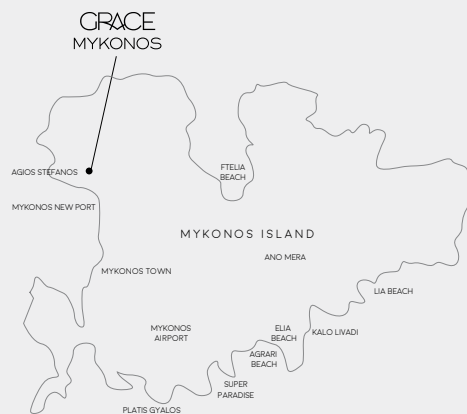 GRACE
MYKONOS
AGIOS STEFANOS
FTELIA
BEACH
MYKONOS NEW PORT
MYKONOS ISLAND
ANO MERA
MYKONOS TOWN
LIA BEACH
MYKONOS
AIRPORT
ELIA
BEACH
KALO LIVADI
AGRARI
BEACH
SUPER
PARADISE
PLATIS GYALOS